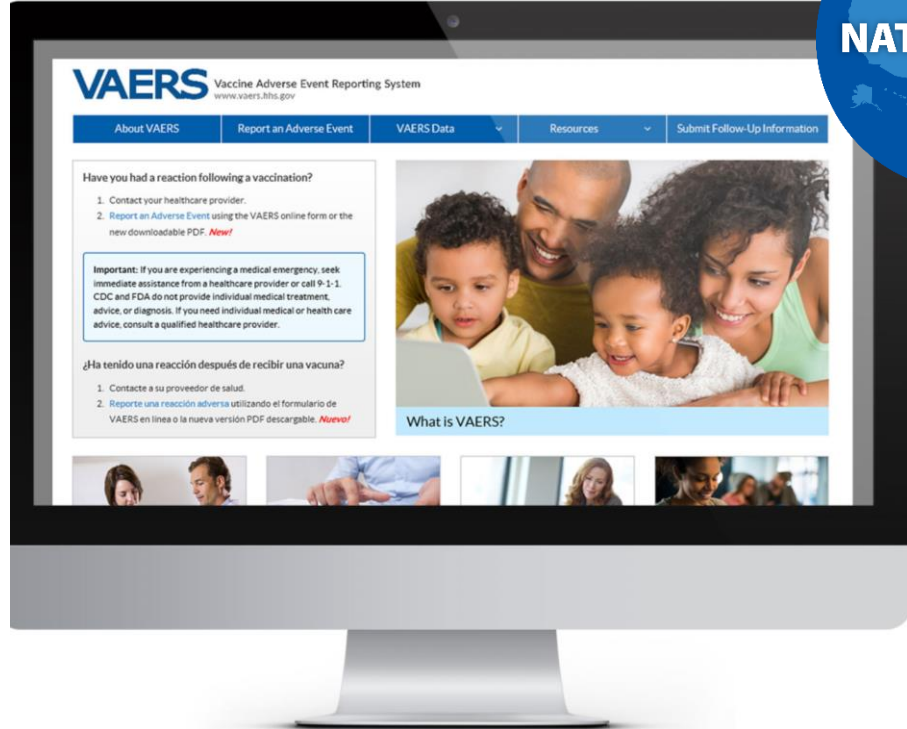 NAT
VAERS Vaccine Adverse Event Reporting System
www.vaers.hhs.gov
About VAERS Report an Adverse Event VAERS Data Resources Submit Follow-Up Information
Have you had a reaction following a vaccination?
1. Contact your healthcare provider.
2. Report an Adverse Event using the VAERS online form or the
new downloadable PDF. New!
Important: If you are experiencing a medical emergency, seek
immediate assistance from a healthcare provider or call 9-1-1.
CDC and FDA do not provide individual medical treatment,
advice, or diagnosis. If you need individual medical or health care
advice, consult a qualified healthcare provider.
¿Ha tenido una reacción después de recibir una vacuna?
1. Contacte a su proveedor de salud.
2. Reporte una reacción adversa utilizando el formulario de
VAERS en línea o la nueva versión PDF descargable. Nuevo!
What is VAERS?